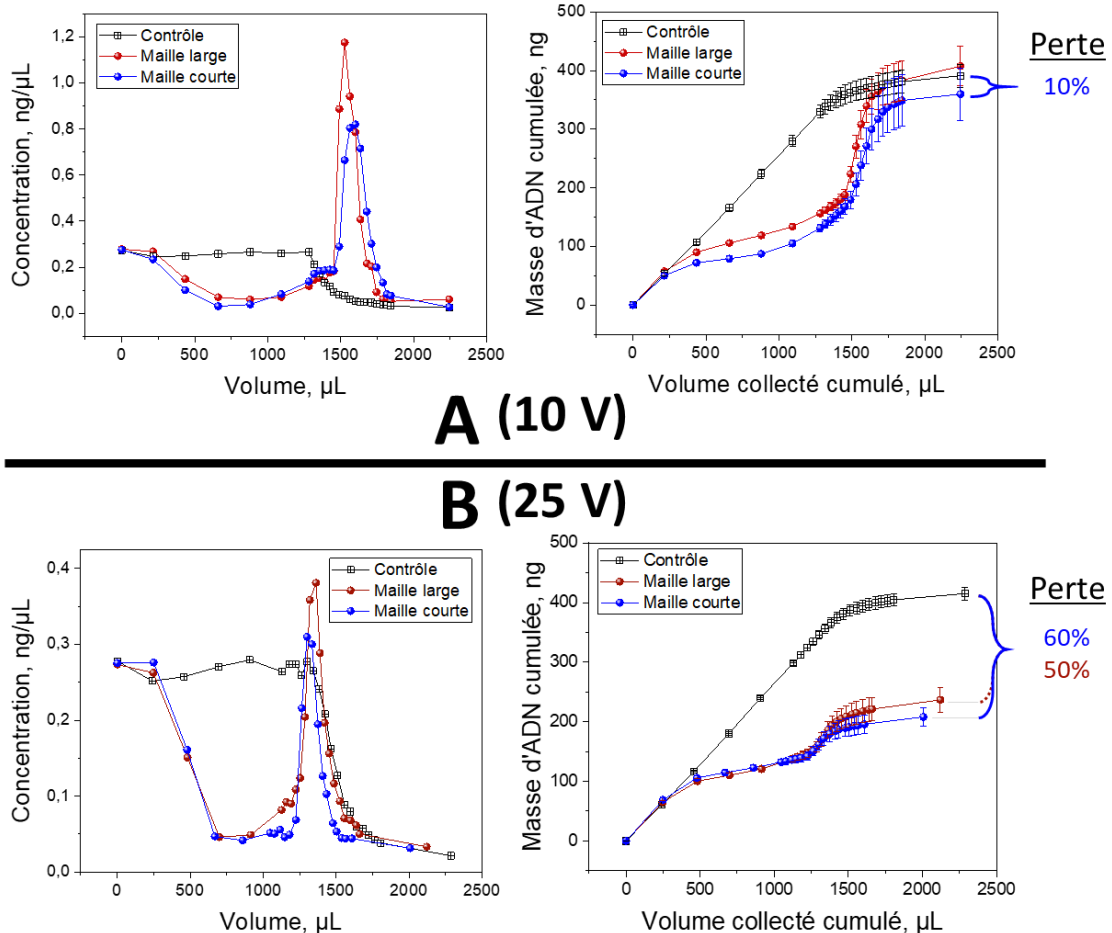 Contrôle
Maille large
Maille courte
Concentration, ng/µL
1,2
1,0
0,8
0,6
0,4
0,2
0,0
0 500 1000 1500 2000 2500
Volume, µL
Contrôle
Maille large
Maille courte
Masse d'ADN cumulée, ng
500
400
300
200
100
0
0 500 1000 1500 2000 2500
Volume collecté cumulé, µL
Perte
10%
A (10 V)
B (25 V)
Contrôle
Maille large
Maille courte
Concentration, ng/µL
0,4
0,3
0,2
0,1
0,0
0 500 1000 1500 2000 2500
Volume, µL
Contrôle
Maille large
Maille courte
Masse d'ADN cumulée, ng
500
400
300
200
100
0
0 500 1000 1500 2000 2500
Volume collecté cumulé, µL
Perte
60%
50%